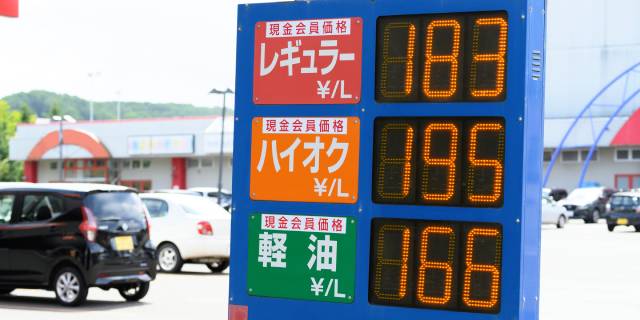 現金会員価格
レギュラー
¥/L
183
現金会員価格
ハイオク
¥/L
195
現金会員価格
軽油
¥/L
166